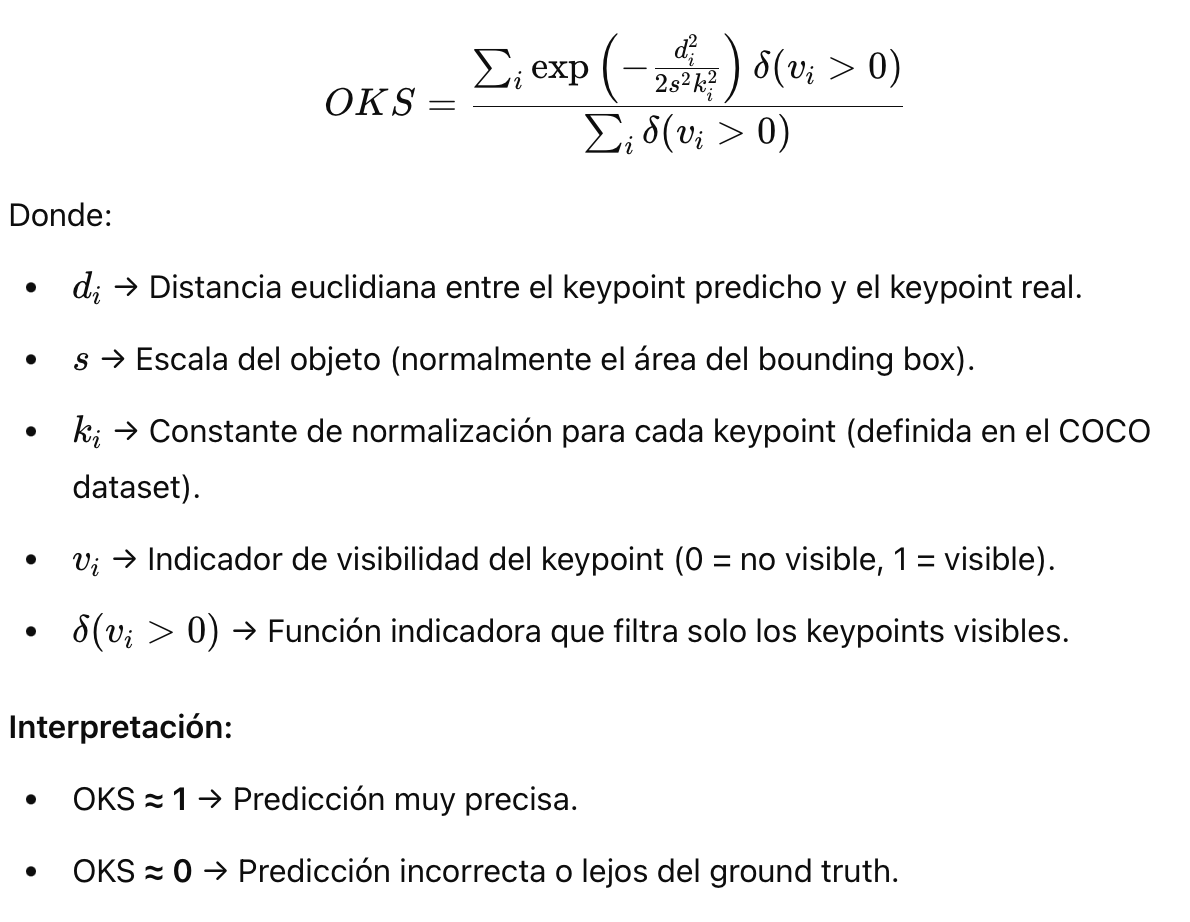 OKS = \frac{\sum_i \exp\left(-\frac{d_i^2}{2s^2k_i^2}\right) \delta(v_i > 0)}{\sum_i \delta(v_i > 0)}
Donde:
• d_i → Distancia euclidiana entre el keypoint predicho y el keypoint real.
• s → Escala del objeto (normalmente el área del bounding box).
• k_i → Constante de normalización para cada keypoint (definida en el COCO
dataset).
• v_i → Indicador de visibilidad del keypoint (0 = no visible, 1 = visible).
• δ(v_i > 0) → Función indicadora que filtra solo los keypoints visibles.
Interpretación:
• OKS ≈ 1 → Predicción muy precisa.
• OKS ≈ 0 → Predicción incorrecta o lejos del ground truth.